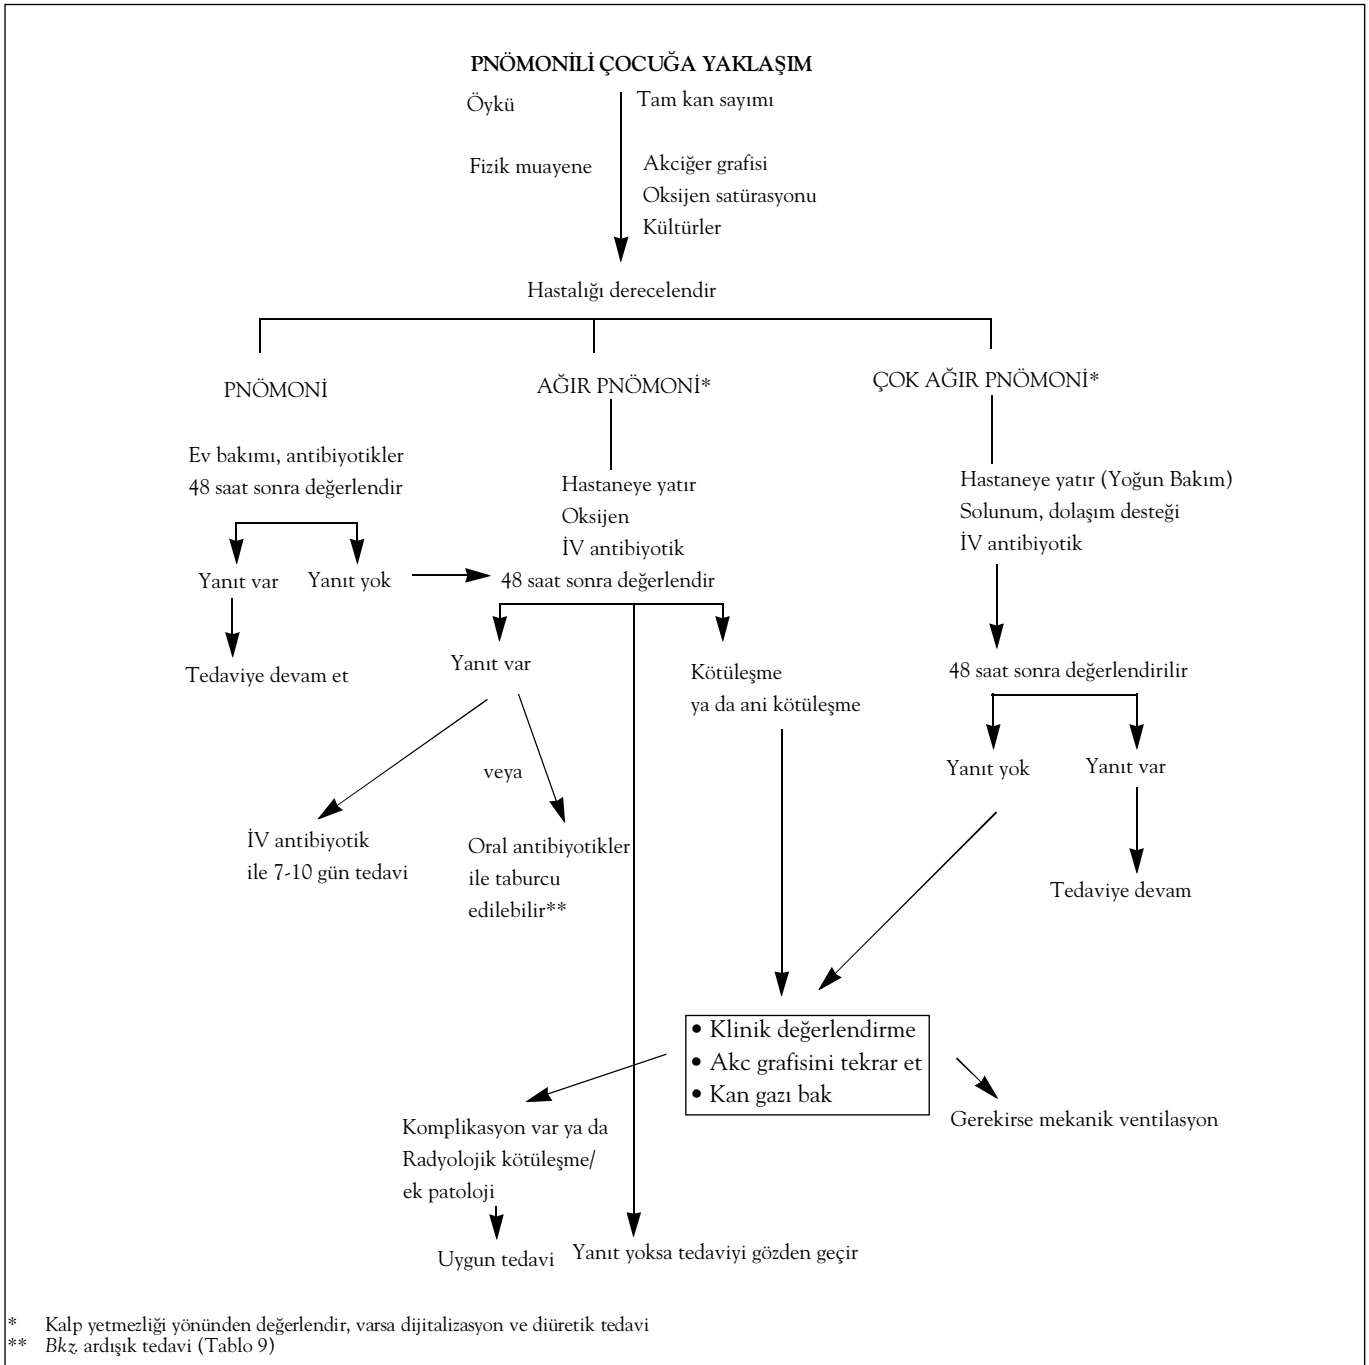 PNÖMONİLİ ÇOCUĞA YAKLAŞIM
Öykü
Tam kan sayımı
Fizik muayene
Akciğer grafisi
Oksijen satürasyonu
Kültürler
Hastalığı derecelendir
PNÖMONİ
AĞIR PNÖMONİ*
ÇOK AĞIR PNÖMONİ*
Ev bakımı, antibiyotikler
48 saat sonra değerlendir
Yanıt var
Yanıt yok
Tedaviye devam et
Hastaneye yatır
Oksijen
İV antibiyotik
48 saat sonra değerlendir
Yanıt var
Kötüleşme
ya da ani kötüleşme
veya
İV antibiyotik
ile 7-10 gün tedavi
Oral antibiyotikler
ile taburcu
edilebilir**
Hastaneye yatır (Yoğun Bakım)
Solunum, dolaşım desteği
İV antibiyotik
48 saat sonra değerlendirilir
Yanıt yok
Yanıt var
Tedaviye devam
• Klinik değerlendirme
• Akc grafisini tekrar et
• Kan gazı bak
Gerekirse mekanik ventilasyon
Komplikasyon var ya da
Radyolojik kötüleşme/
ek patoloji
Uygun tedavi
Yanıt yoksa tedaviyi gözden geçir
* Kalp yetmezliği yönünden değerlendir, varsa dijitalizasyon ve diüretik tedavi
** Bkz. ardışık tedavi (Tablo 9)